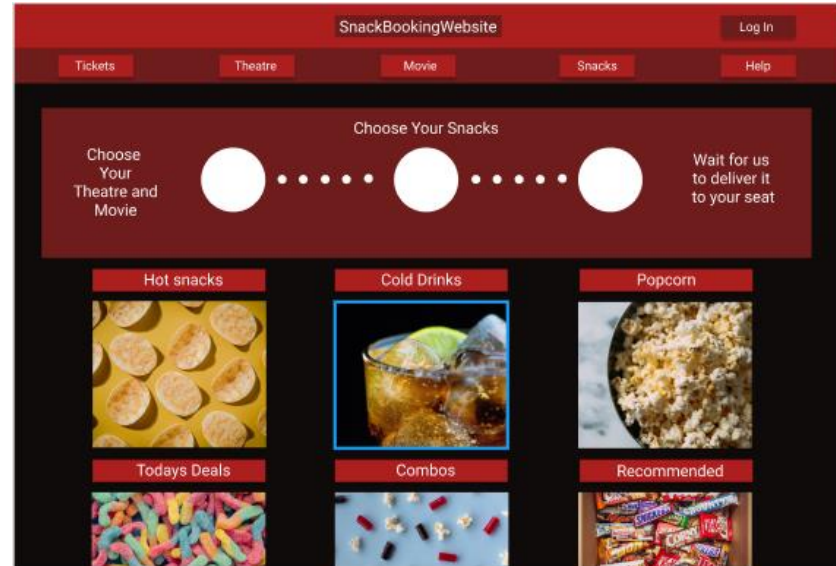 SnackBookingWebsite
Log In
Tickets
Theatre
Movie
Snacks
Help
Choose Your Snacks
Choose
Your
Theatre and
Movie
Wait for us
to deliver it
to your seat
Hot snacks
Cold Drinks
Popcorn
Todays Deals
Combos
Recommended